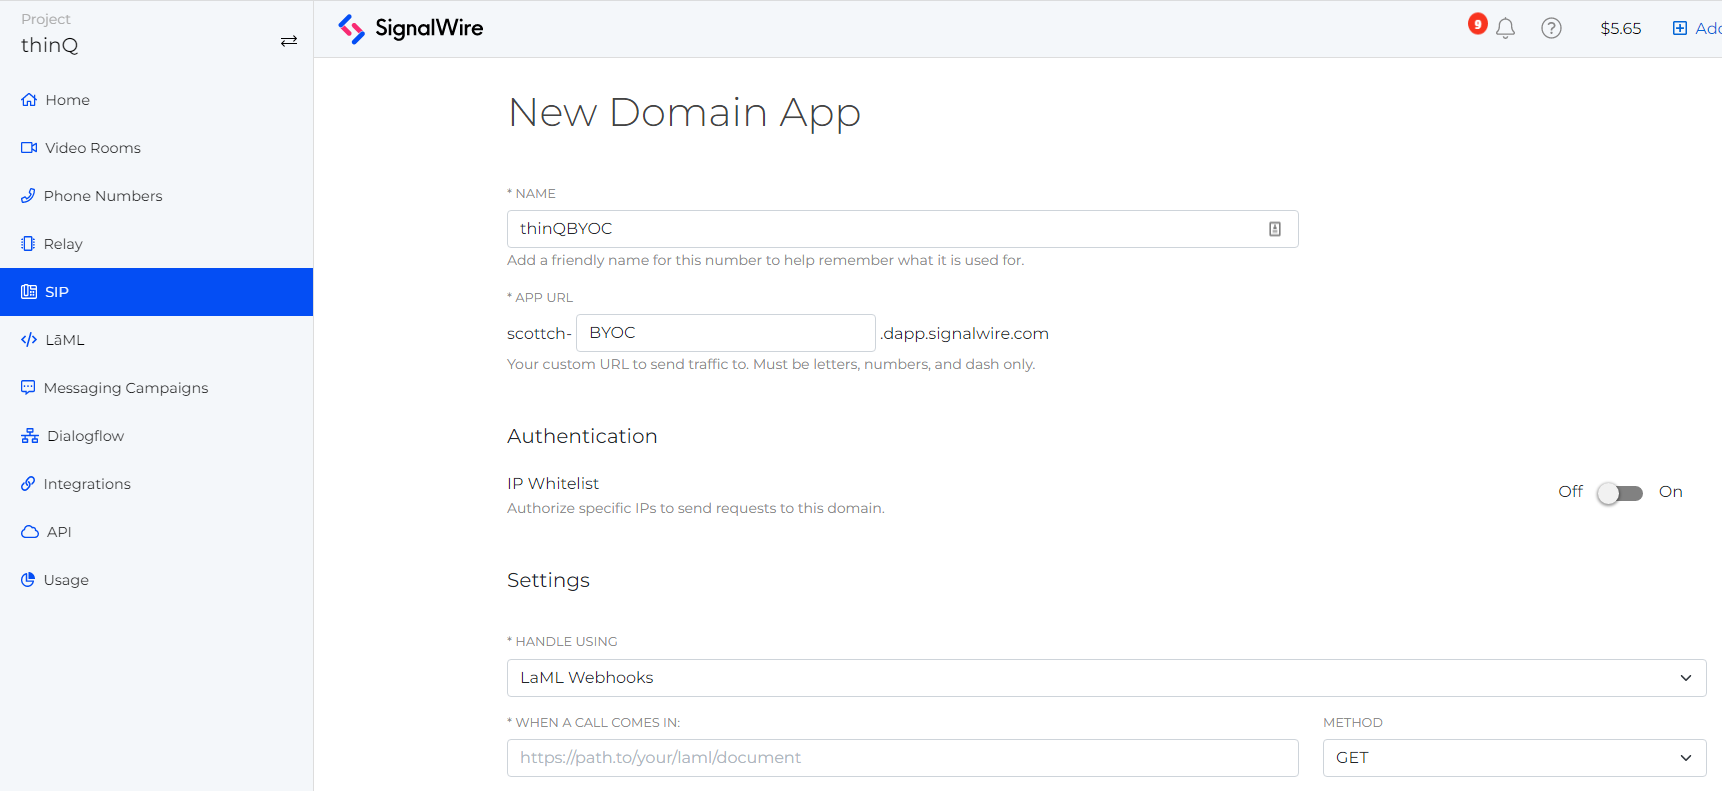 Project
thinQ
Home
Video Rooms
Phone Numbers
Relay
SIP
LāML
Messaging Campaigns
Dialogflow
Integrations
API
Usage
SignalWire
9
?
$5.65
New Domain App
* NAME
thinQBYOC
Add a friendly name for this number to help remember what it is used for.
* APP URL
scottch- BYOC .dapp.signalwire.com
Your custom URL to send traffic to. Must be letters, numbers, and dash only.
Authentication
IP Whitelist
Authorize specific IPs to send requests to this domain.
Off On
Settings
* HANDLE USING
LaML Webhooks
* WHEN A CALL COMES IN: METHOD
https://path.to/your/laml/document GET